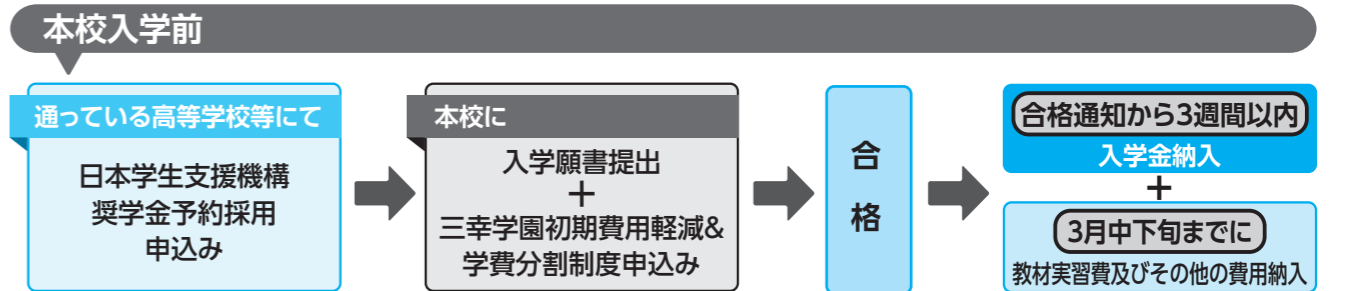 本校入学前
通っている高等学校等にて
日本学生支援機構
奨学金予約採用
申込み
本校に
入学願書提出
+
三幸学園初期費用軽減&
学費分割制度申込み
合
格
合格通知から3週間以内
入学金納入
+
3月中下旬までに
教材実習費及びその他の費用納入